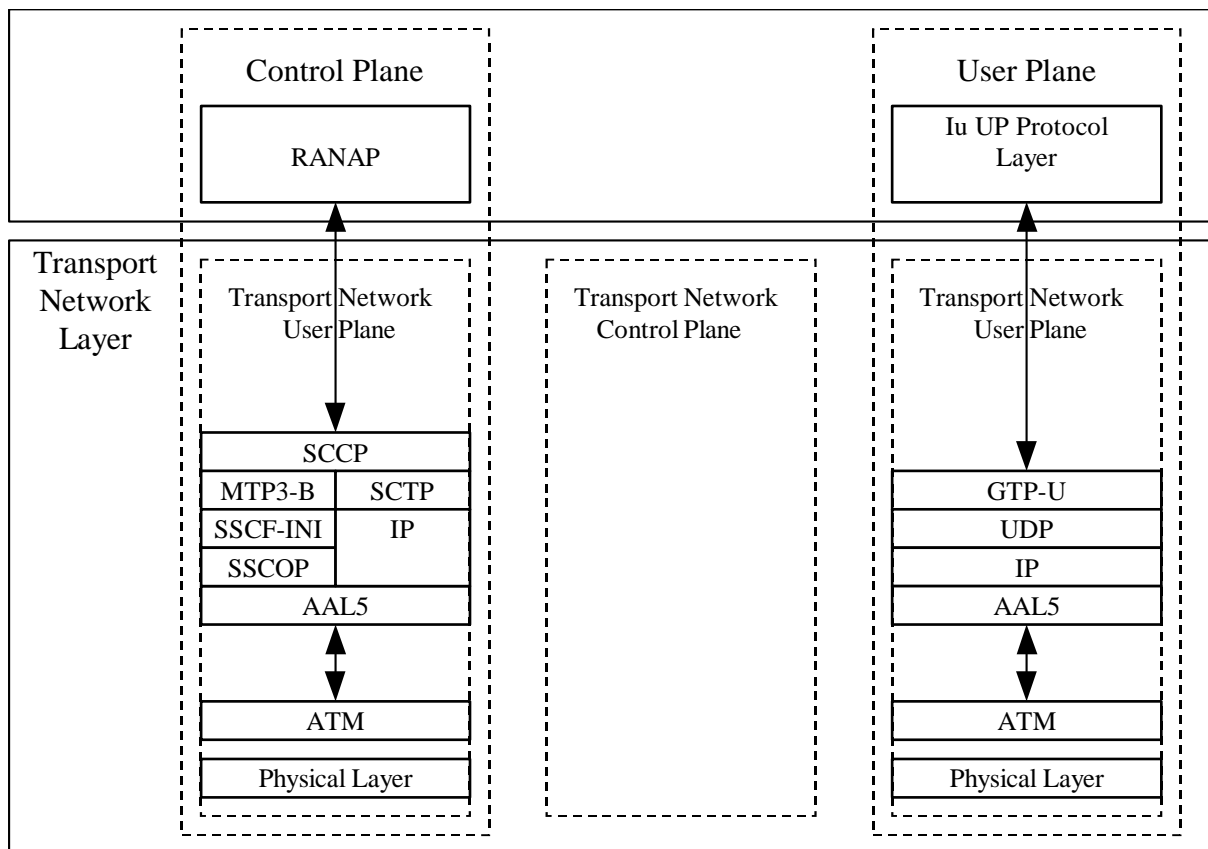 Control Plane
User Plane
RANAP
Iu UP Protocol
Layer
Transport
Network
Layer
Transport Network
User Plane
Transport Network
Control Plane
Transport Network
User Plane
SCCP
MTP3-B
SCTP
SSCF-INI
IP
SSCOP
AAL5
GTP-U
UDP
IP
AAL5
ATM
ATM
Physical Layer
Physical Layer